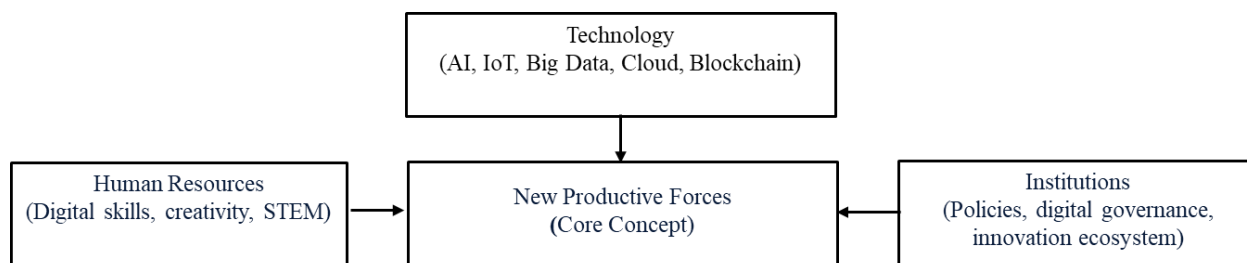 Technology
(AI, IoT, Big Data, Cloud, Blockchain)
Human Resources
(Digital skills, creativity, STEM)
New Productive Forces
(Core Concept)
Institutions
(Policies, digital governance,
innovation ecosystem)